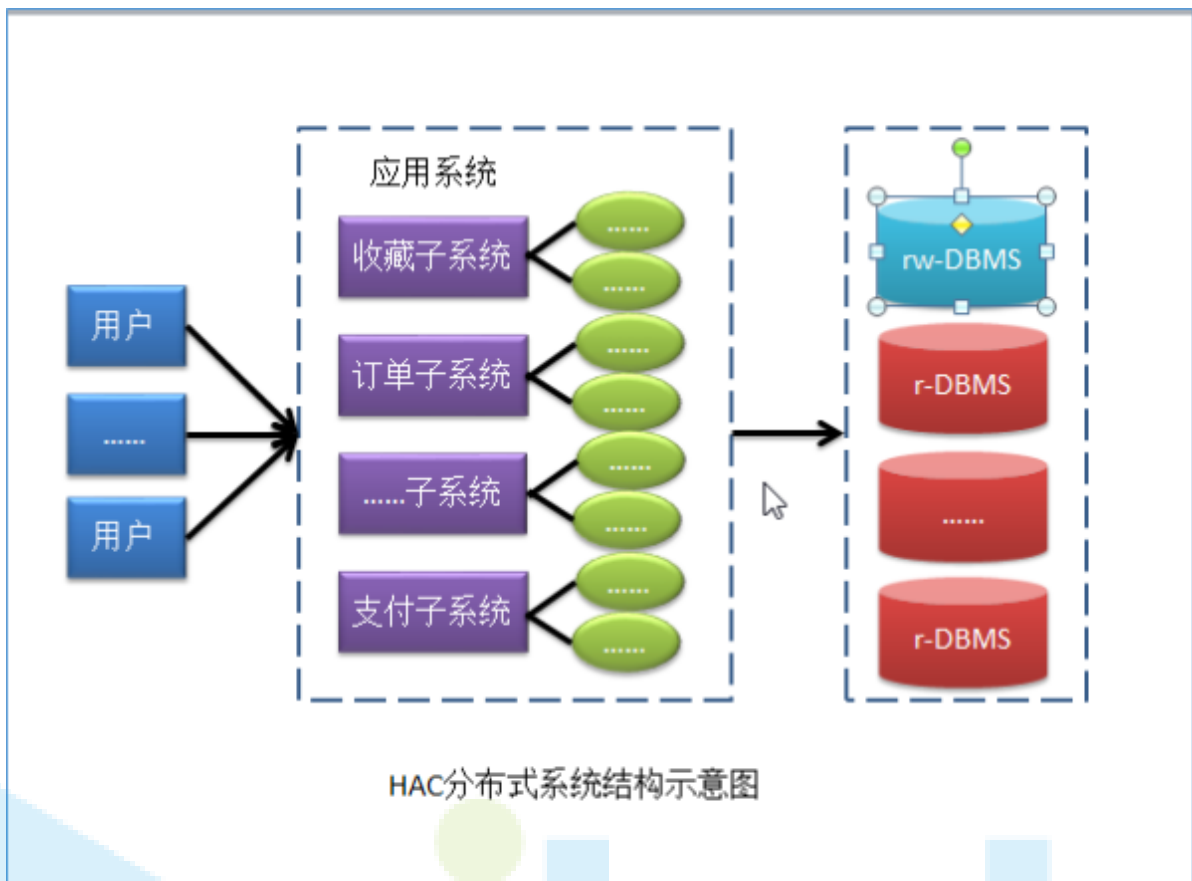 应用系统
用户
……
用户
收藏子系统
……
……
订单子系统
……
……
……子系统
……
……
支付子系统
……
……
rw-DBMS
r-DBMS
……
r-DBMS
HAC分布式系统结构示意图